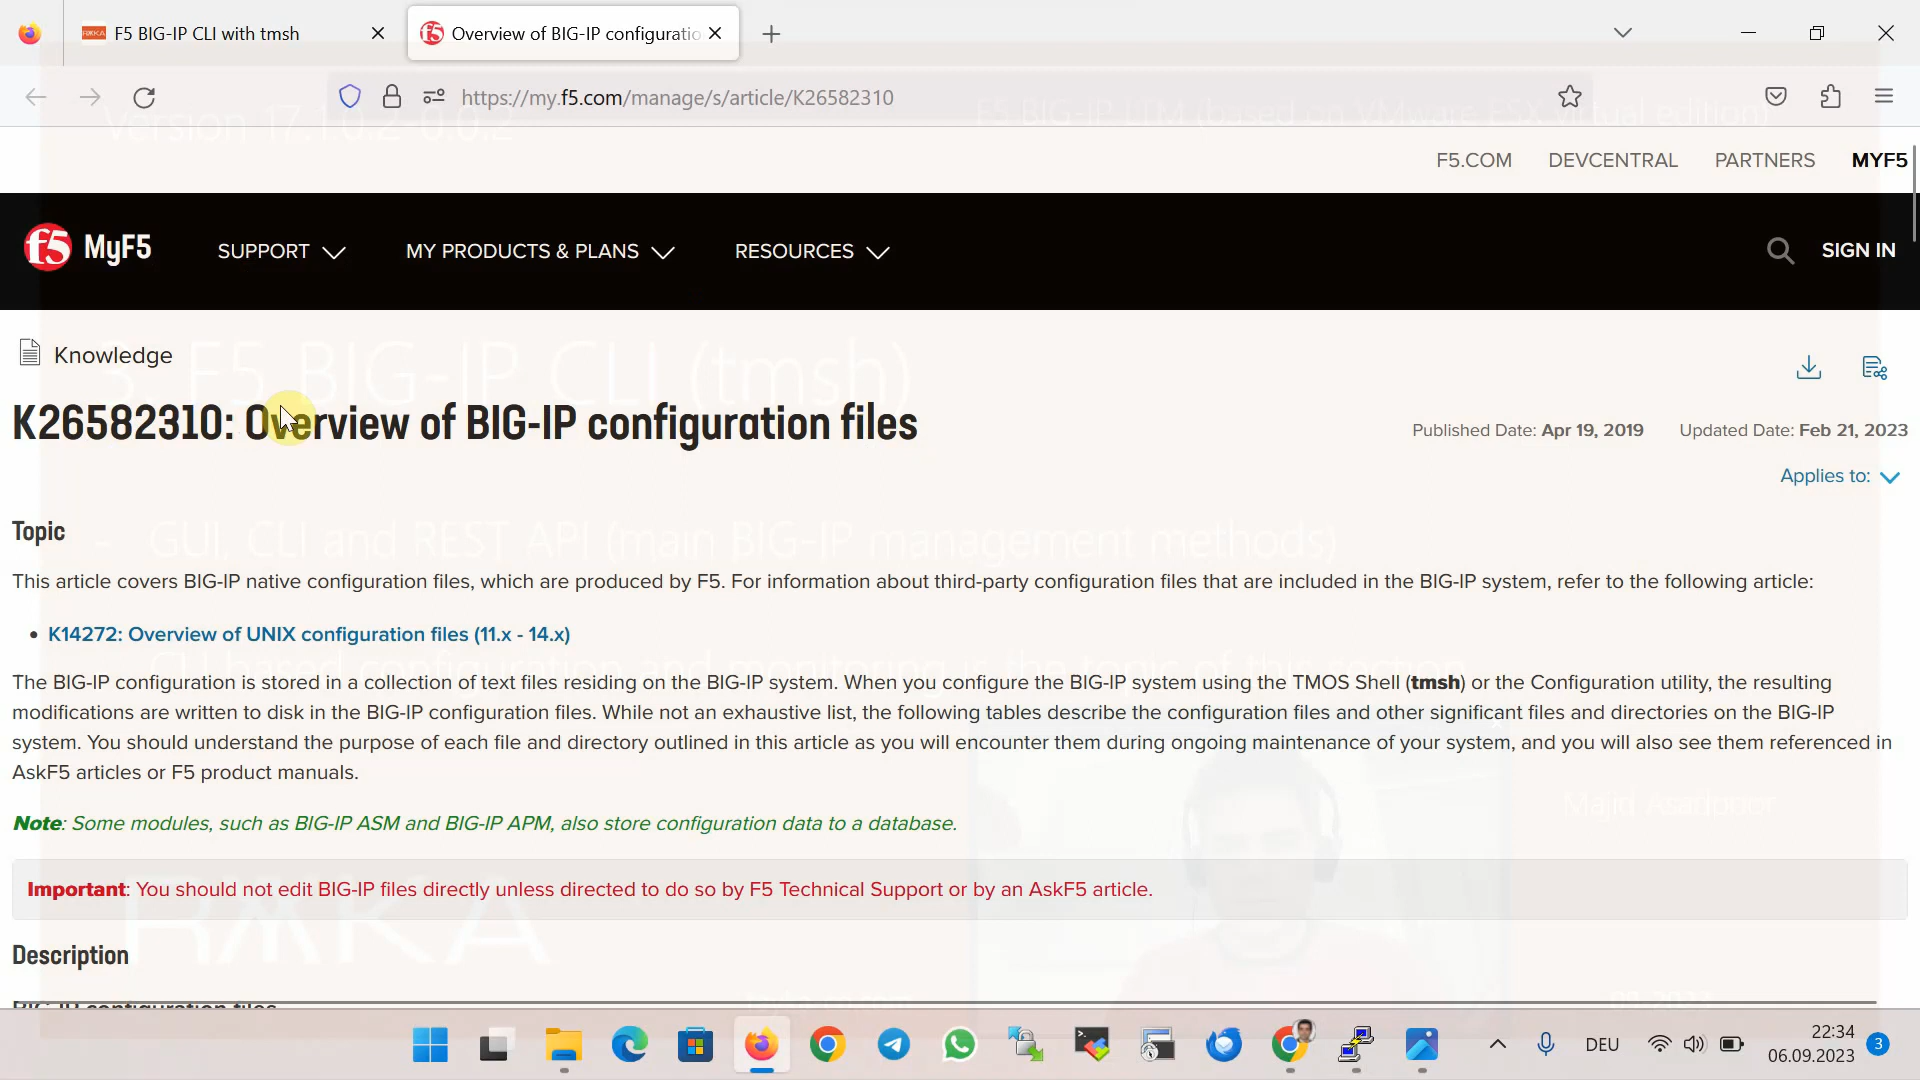 F5 BIG-IP CLI with tmsh
Overview of BIG-IP configuratio
https://my.f5.com/manage/s/article/K26582310
Version 17.1.0.2-0.0.2
F5 BIG-IP LTM (based on VMware ESX virtual edition)
F5.COM DEVCENTRAL PARTNERS MYF5
f5 MyF5 SUPPORT MY PRODUCTS & PLANS RESOURCES SIGN IN
Knowledge
3. F5 BIG-IP CLI (tmsh)
K26582310: Overview of BIG-IP configuration files
Published Date: Apr 19, 2019 Updated Date: Feb 21, 2023
Applies to:
Topic
- GUI, CLI and REST API (main BIG-IP management methods)
This article covers BIG-IP native configuration files, which are produced by F5. For information about third-party configuration files that are included in the BIG-IP system, refer to the following article:
• K14272: Overview of UNIX configuration files (11.x - 14.x)
- CLI based configuration and monitoring is the topic of this section
The BIG-IP configuration is stored in a collection of text files residing on the BIG-IP system. When you configure the BIG-IP system using the TMOS Shell (tmsh) or the Configuration utility, the resulting
modifications are written to disk in the BIG-IP configuration files. While not an exhaustive list, the following tables describe the configuration files and other significant files and directories on the BIG-IP
system. You should understand the purpose of each file and directory outlined in this article as you will encounter them during ongoing maintenance of your system, and you will also see them referenced in
AskF5 articles or F5 product manuals.
Majid Asadpoor
Note: Some modules, such as BIG-IP ASM and BIG-IP APM, also store configuration data to a database.
Important: You should not edit BIG-IP files directly unless directed to do so by F5 Technical Support or by an AskF5 article.
RAYKA
Description
BIG-IP configuration files
DEU
22:34
06.09.2023
3